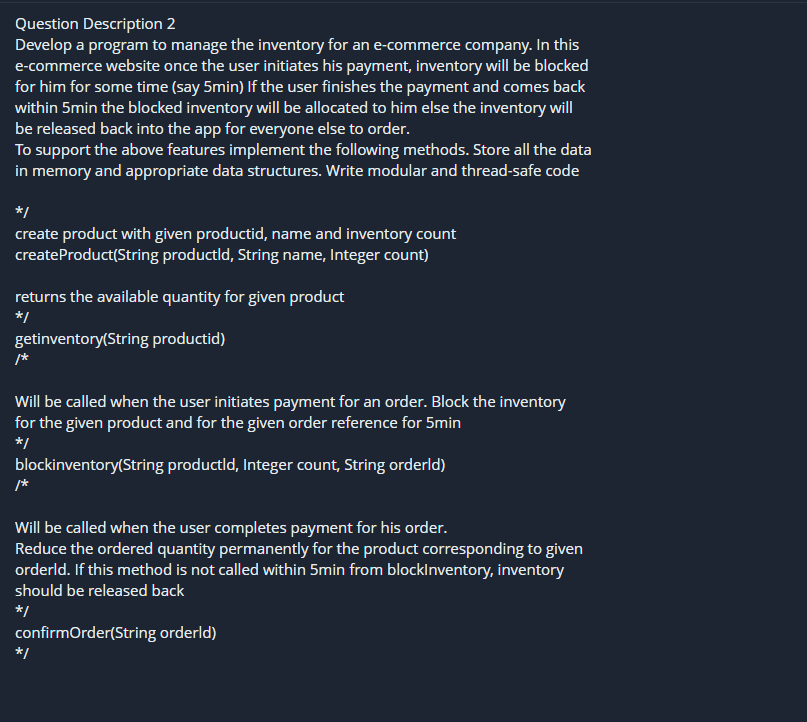 Question Description 2
Develop a program to manage the inventory for an e-commerce company. In this
e-commerce website once the user initiates his payment, inventory will be blocked
for him for some time (say 5min) If the user finishes the payment and comes back
within 5min the blocked inventory will be allocated to him else the inventory will
be released back into the app for everyone else to order.
To support the above features implement the following methods. Store all the data
in memory and appropriate data structures. Write modular and thread-safe code
*/
create product with given productid, name and inventory count
createProduct(String productld, String name, Integer count)
returns the available quantity for given product
*/
getinventory(String productid)
/*
Will be called when the user initiates payment for an order. Block the inventory
for the given product and for the given order reference for 5min
*/
blockinventory(String productld, Integer count, String orderld)
/*
Will be called when the user completes payment for his order.
Reduce the ordered quantity permanently for the product corresponding to given
orderld. If this method is not called within 5min from blockInventory, inventory
should be released back
*/
confirmOrder(String orderld)
*/